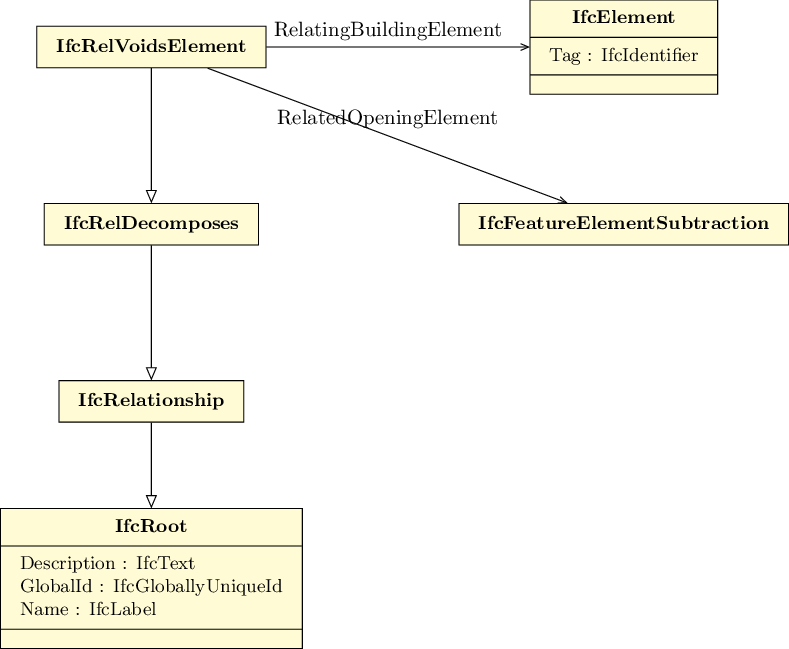 IfcRelVoidsElement
RelatingBuildingElement
IfcElement
Tag : IfcIdentifier
RelatedOpeningElement
IfcRelDecomposes
IfcFeatureElementSubtraction
IfcRelationship
IfcRoot
Description : IfcText
GlobalId : IfcGloballyUniqueId
Name : IfcLabel